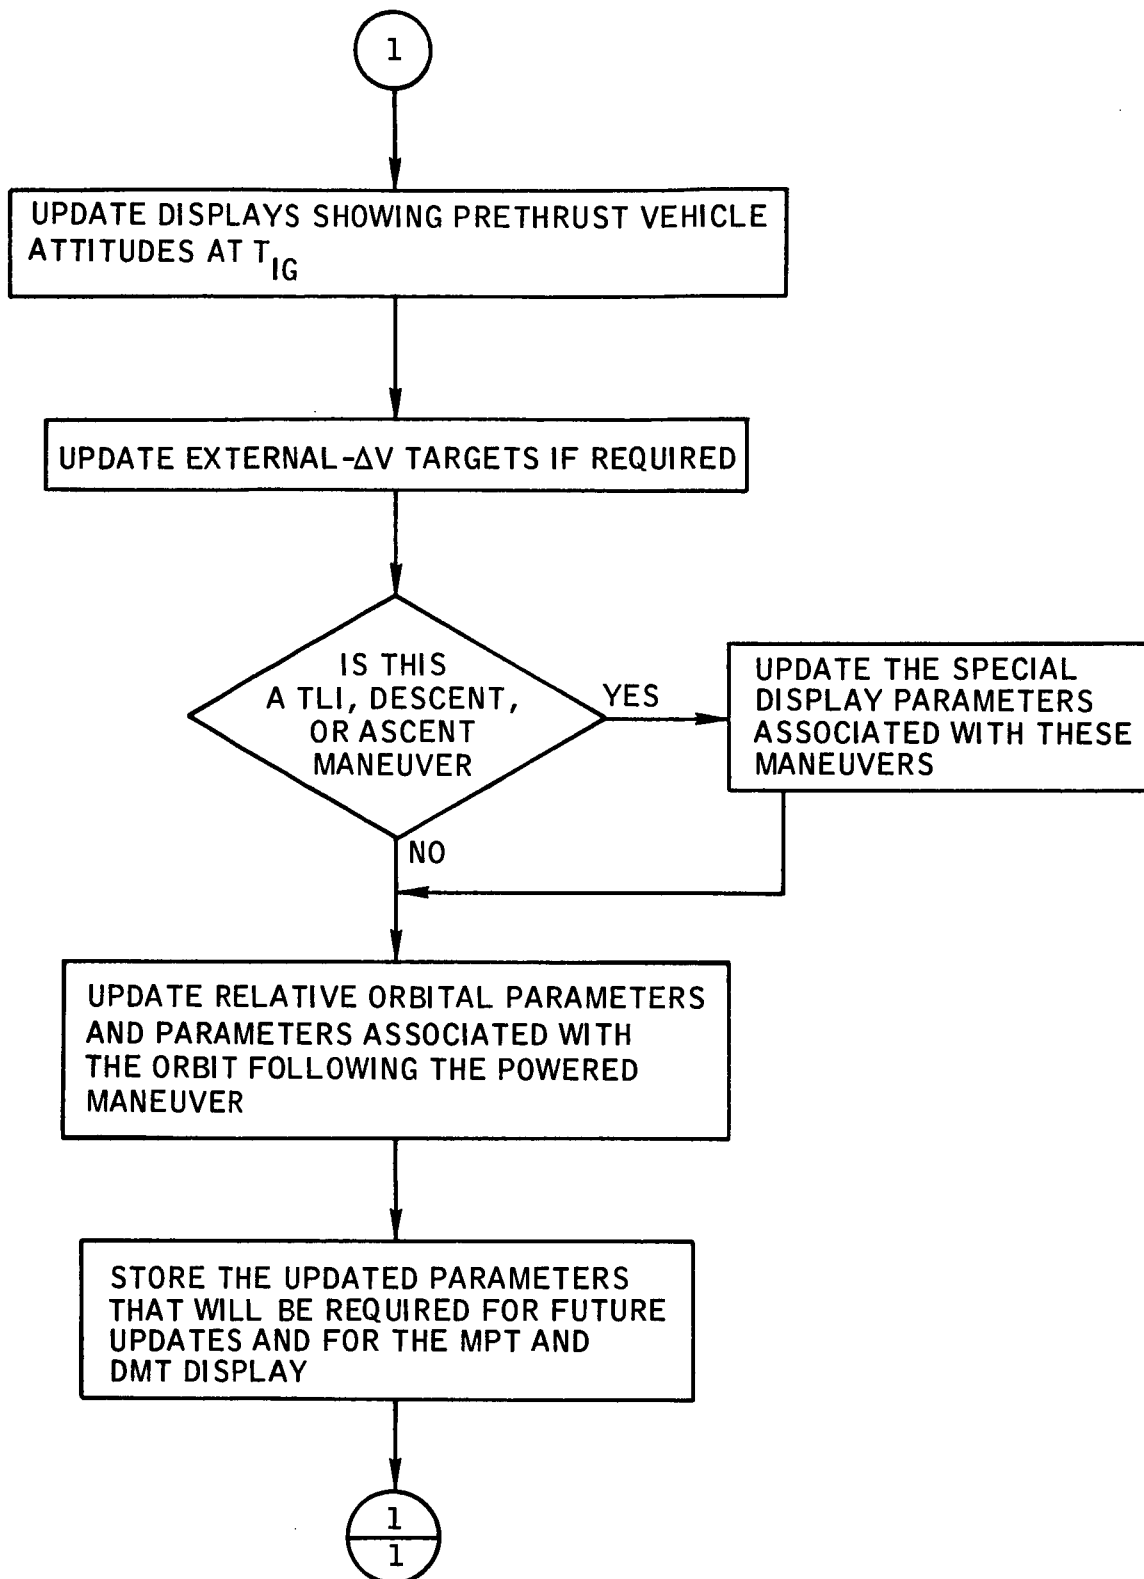 1
UPDATE DISPLAYS SHOWING PRETHRUST VEHICLE
ATTITUDES AT TIG
UPDATE EXTERNAL-ΔV TARGETS IF REQUIRED
IS THIS
A TLI, DESCENT,
OR ASCENT
MANEUVER
YES
UPDATE THE SPECIAL
DISPLAY PARAMETERS
ASSOCIATED WITH THESE
MANEUVERS
NO
UPDATE RELATIVE ORBITAL PARAMETERS
AND PARAMETERS ASSOCIATED WITH
THE ORBIT FOLLOWING THE POWERED
MANEUVER
STORE THE UPDATED PARAMETERS
THAT WILL BE REQUIRED FOR FUTURE
UPDATES AND FOR THE MPT AND
DMT DISPLAY
1
1